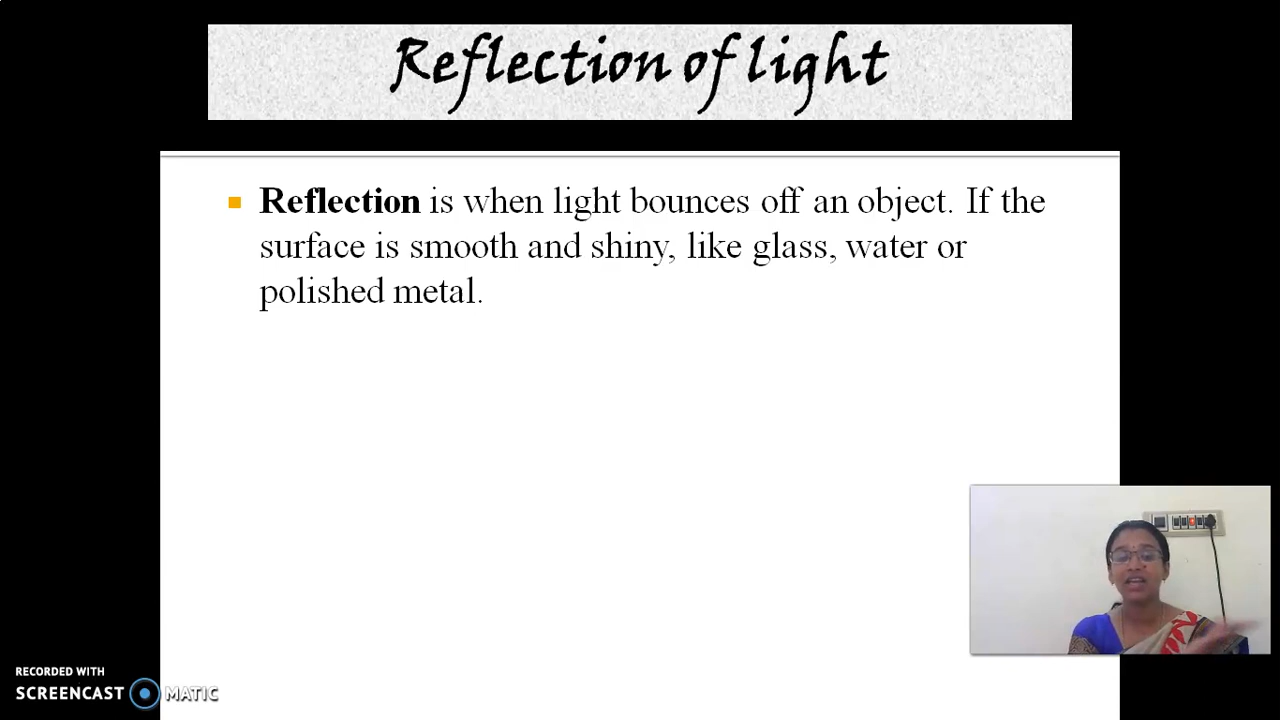 Reflection of light
Reflection is when light bounces off an object. If the
surface is smooth and shiny, like glass, water or
polished metal.
RECORDED WITH
SCREENCAST MATIC